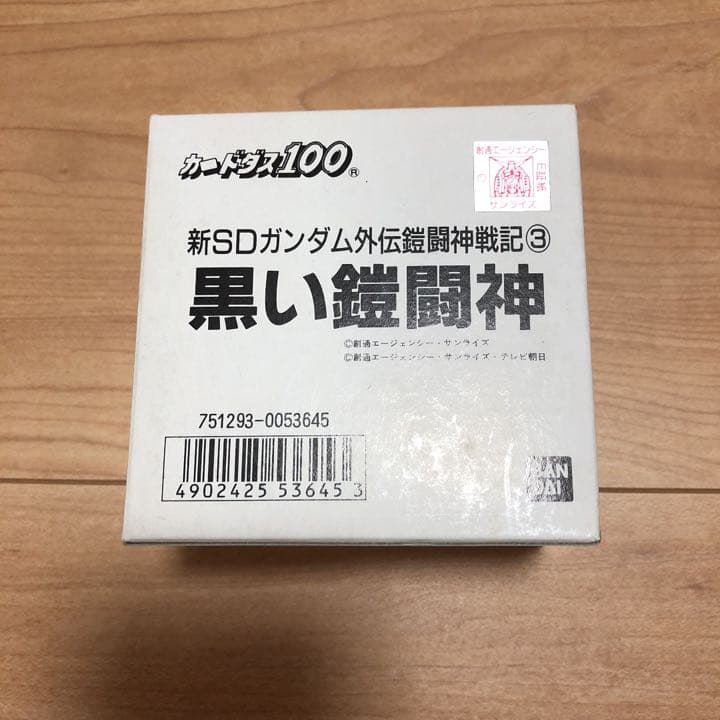 カードダス100®
創通エージェンシー
証紙
サンライズ
新SDガンダム外伝鎧闘神戦記③
黒い鎧闘神
©創通エージェンシー・サンライズ
©創通エージェンシー・サンライズ・テレビ朝日
751293-0053645
4902425 53645 3
BAN
DAI